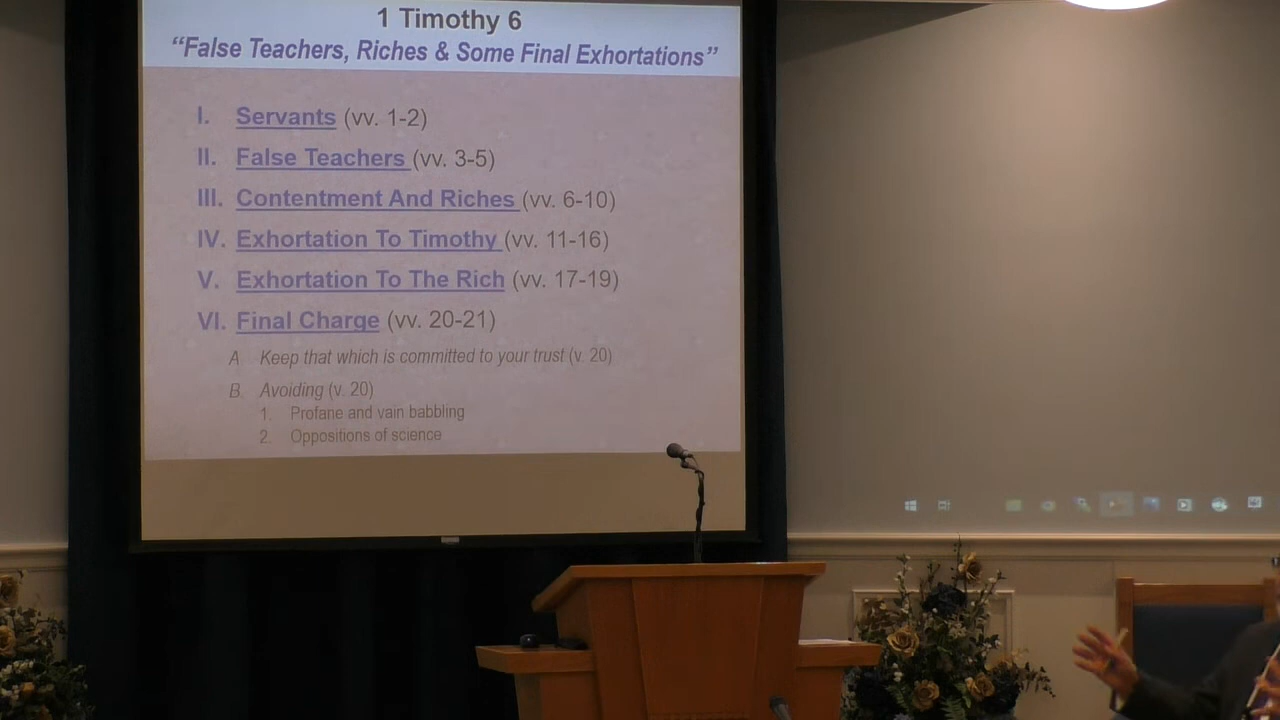 1 Timothy 6
“False Teachers, Riches & Some Final Exhortations”
I. Servants (vv. 1-2)
II. False Teachers (vv. 3-5)
III. Contentment And Riches (vv. 6-10)
IV. Exhortation To Timothy (vv. 11-16)
V. Exhortation To The Rich (vv. 17-19)
VI. Final Charge (vv. 20-21)
A Keep that which is committed to your trust (v. 20)
B. Avoiding (v. 20)
1. Profane and vain babbling
2. Oppositions of science